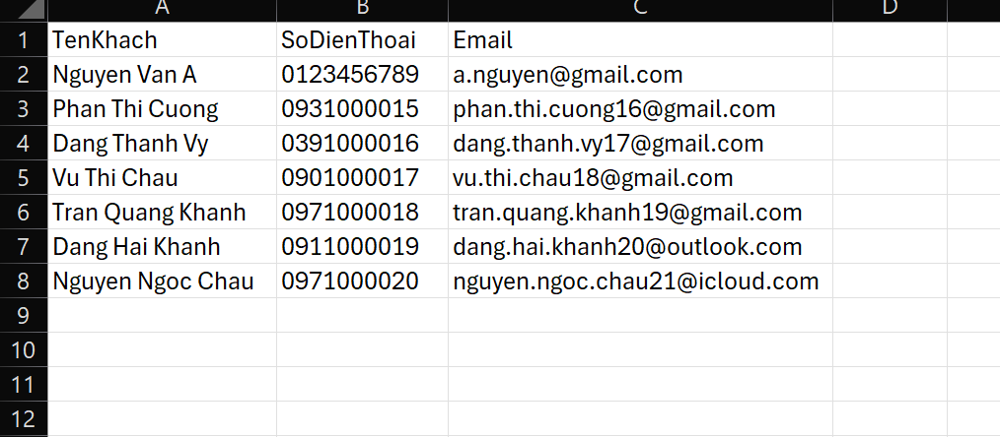 A B C D
1 TenKhach SoDienThoai Email
2 Nguyen Van A 0123456789 a.nguyen@gmail.com
3 Phan Thi Cuong 0931000015 phan.thi.cuong16@gmail.com
4 Dang Thanh Vy 0391000016 dang.thanh.vy17@gmail.com
5 Vu Thi Chau 0901000017 vu.thi.chau18@gmail.com
6 Tran Quang Khanh 0971000018 tran.quang.khanh19@gmail.com
7 Dang Hai Khanh 0911000019 dang.hai.khanh20@outlook.com
8 Nguyen Ngoc Chau 0971000020 nguyen.ngoc.chau21@icloud.com
9
10
11
12